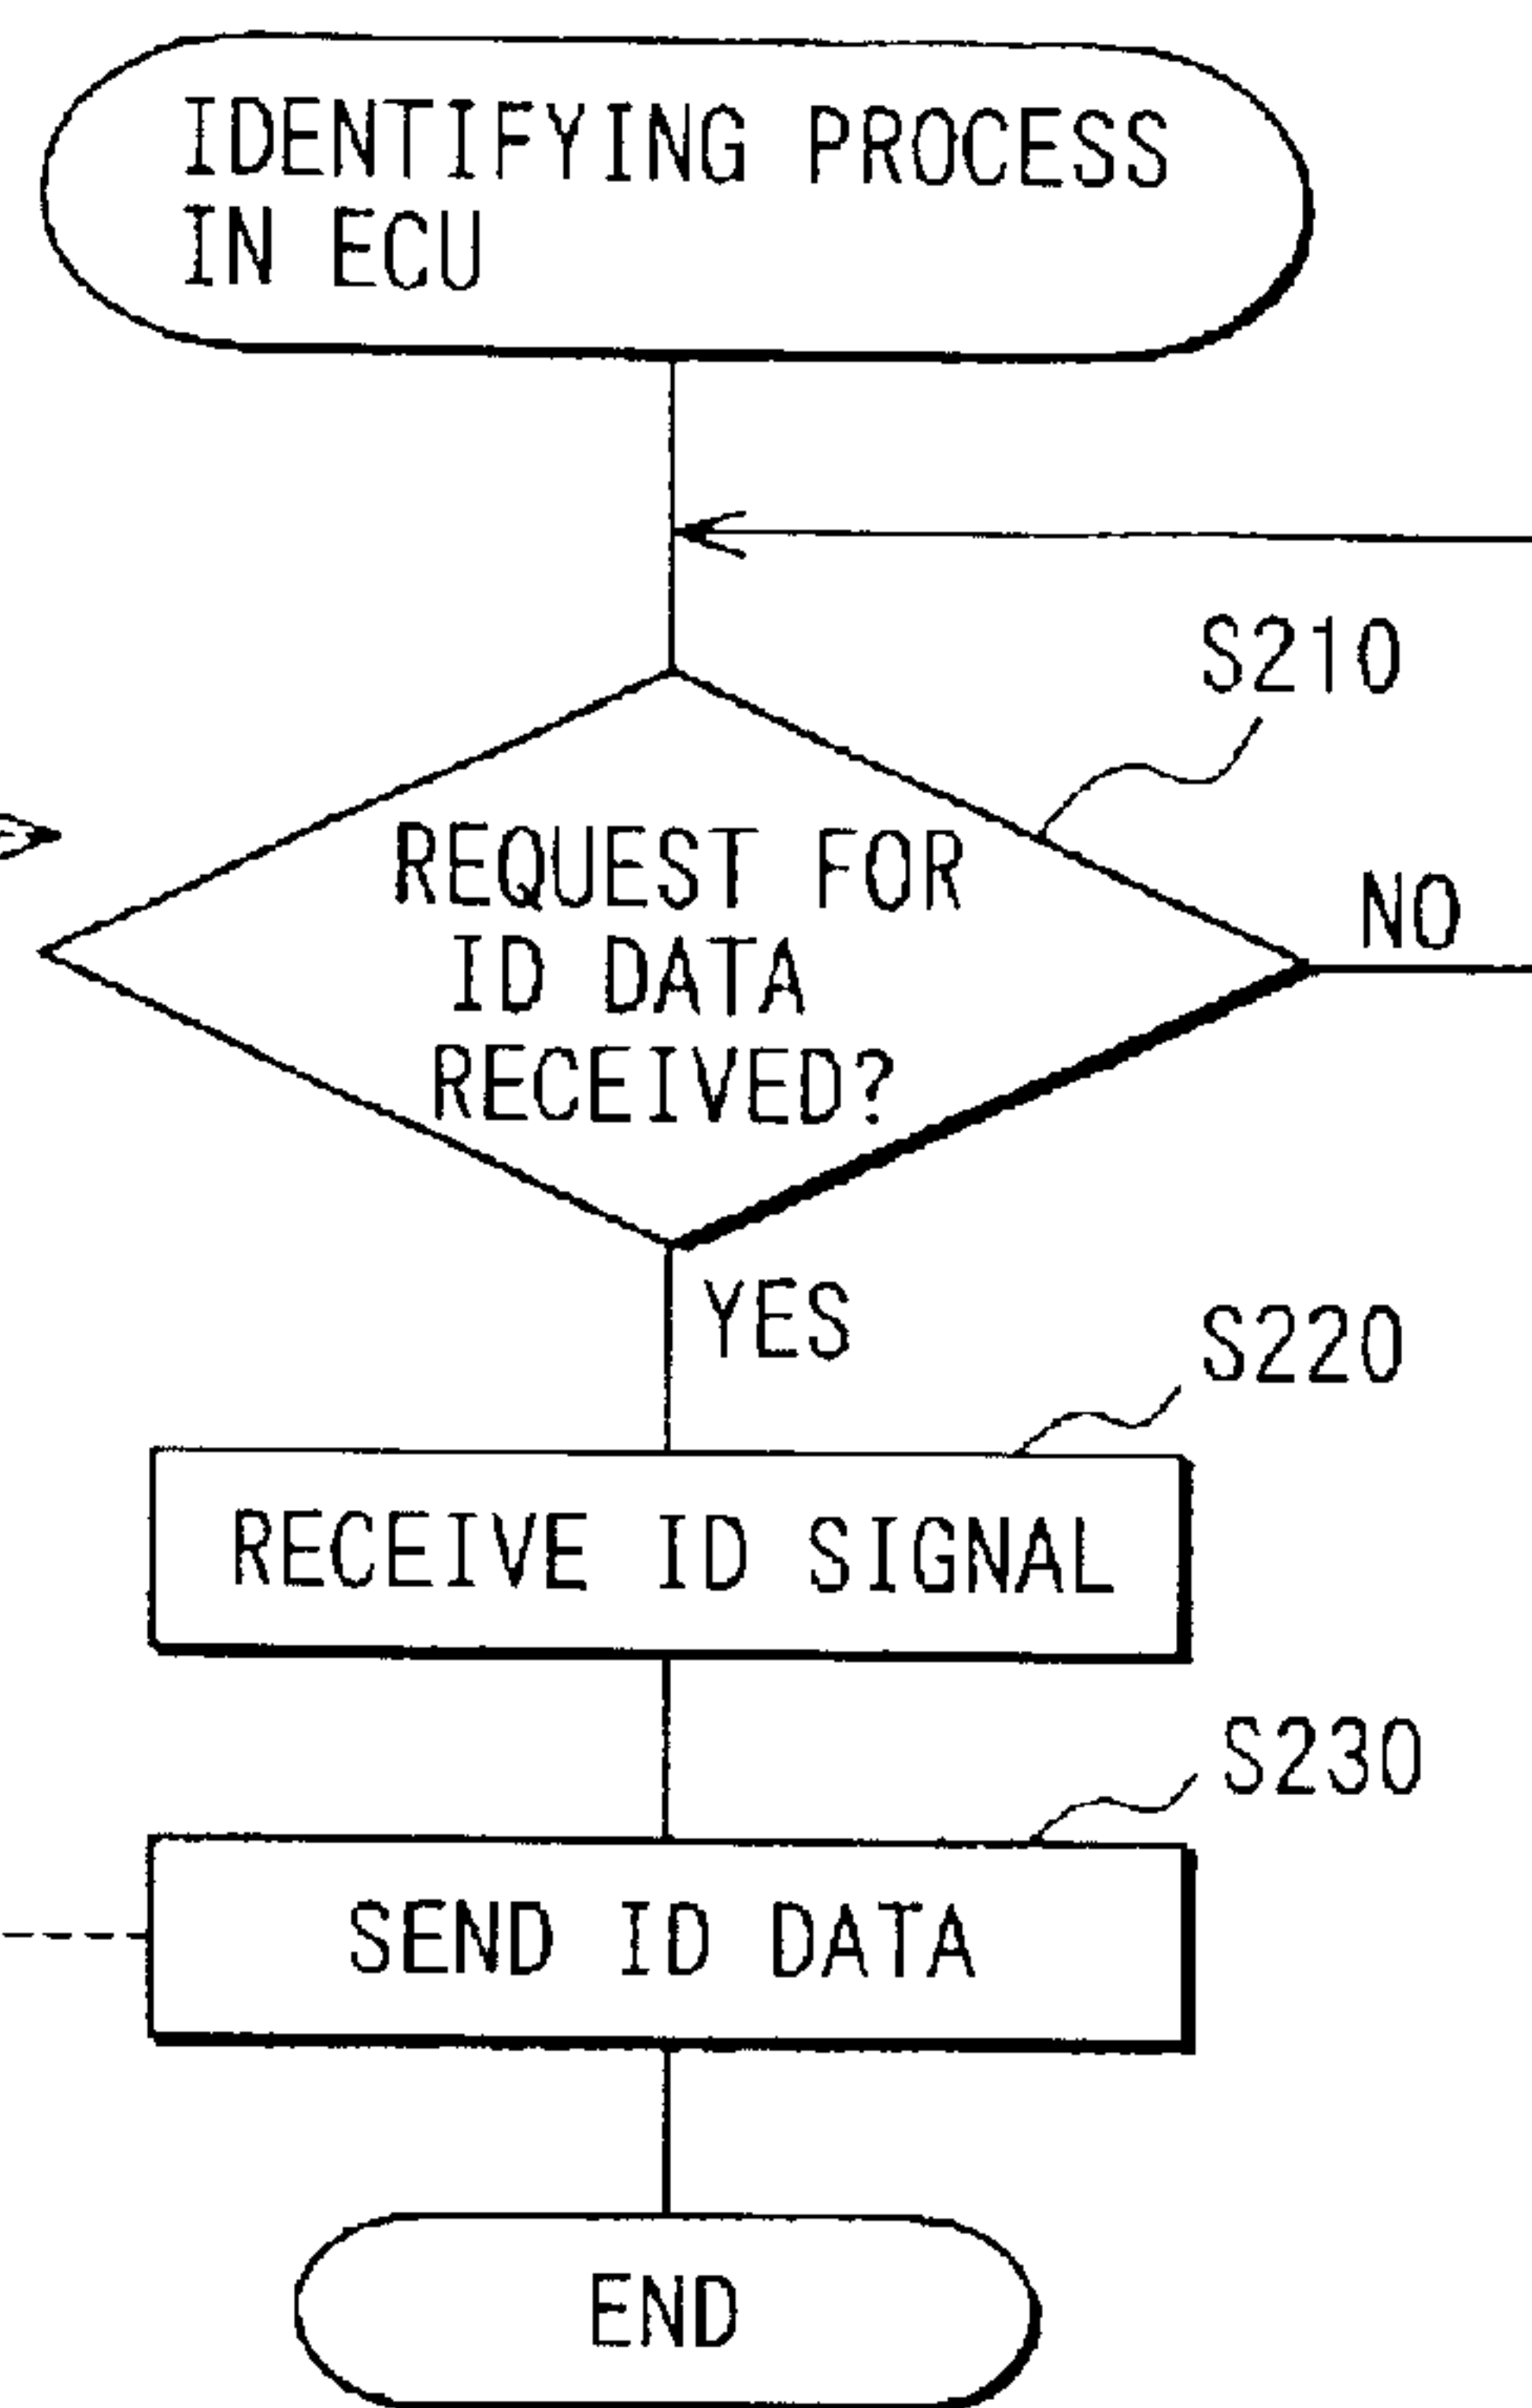 IDENTIFYING PROCESS
IN ECU
S210
REQUEST FOR
ID DATA
RECEIVED?
NO
YES
S220
RECEIVE ID SIGNAL
S230
SEND ID DATA
END